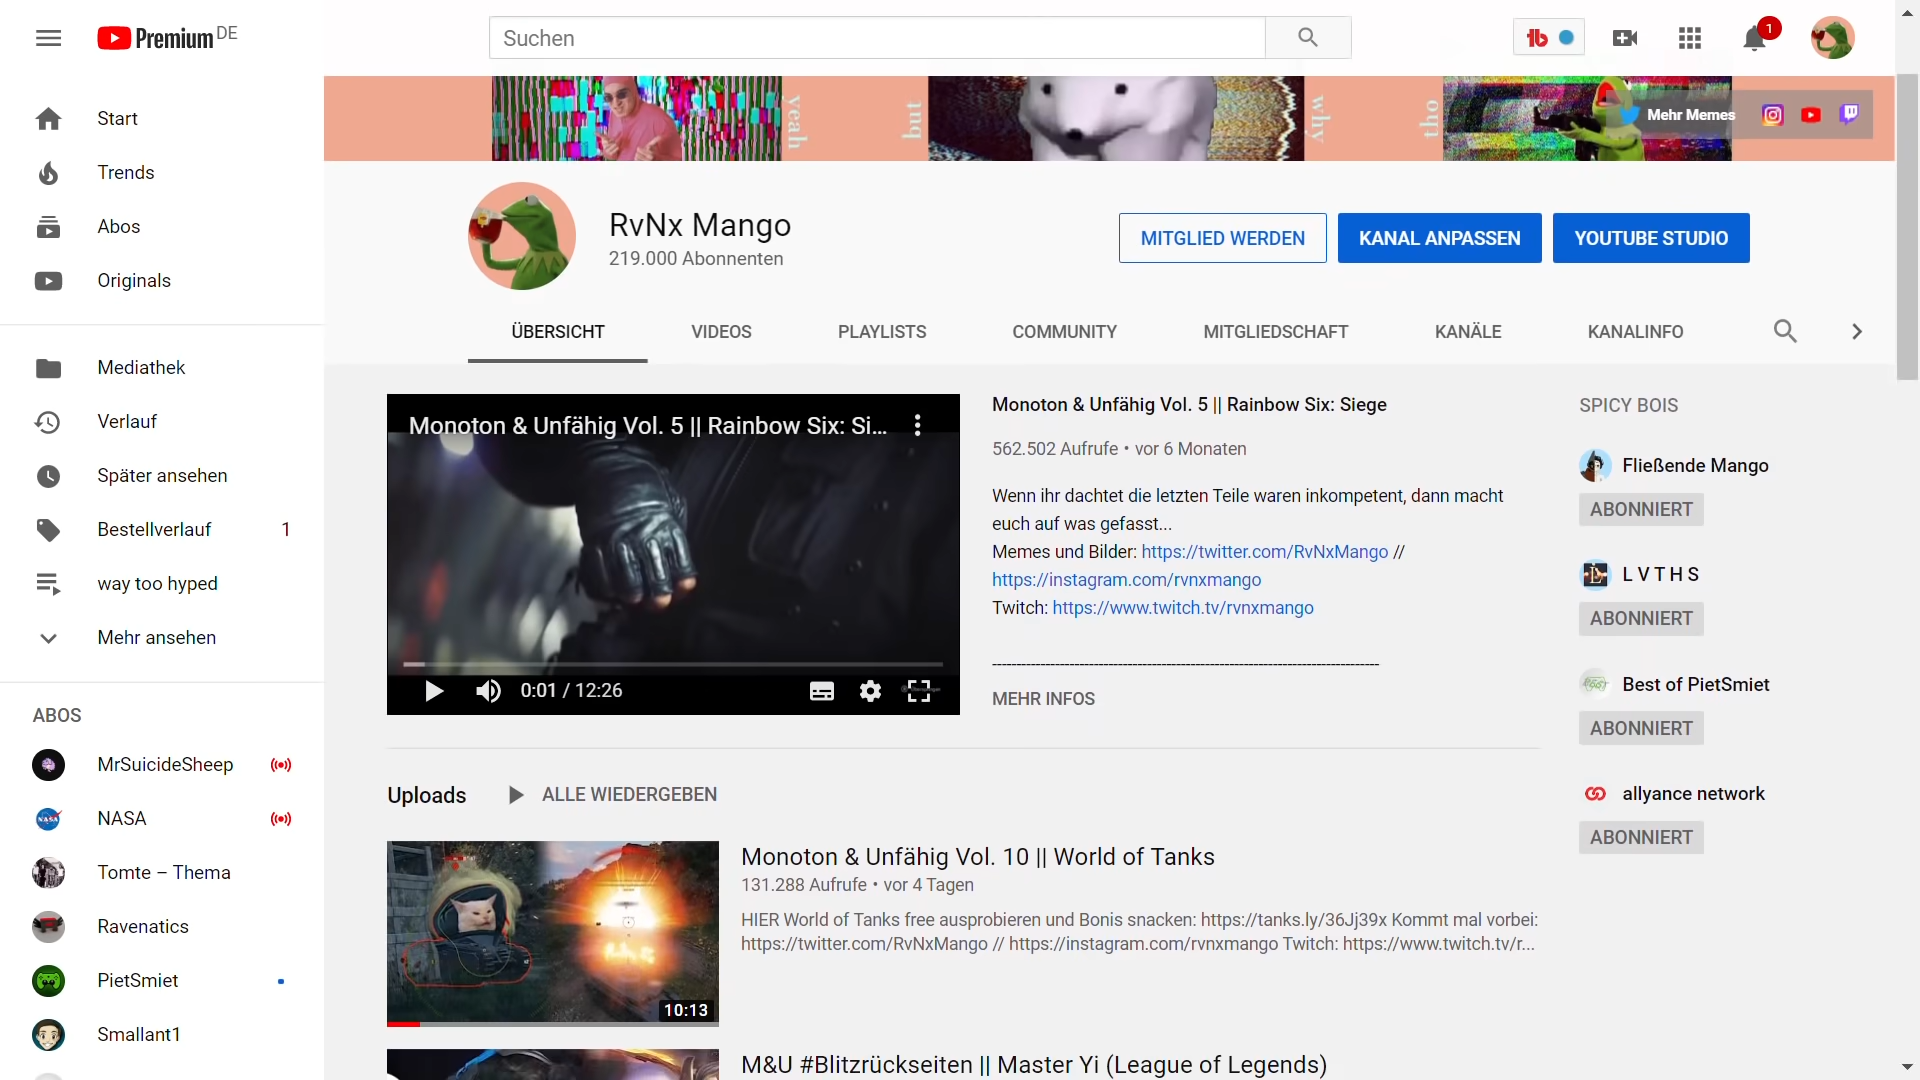 Premium DE
Suchen
1
Start
Trends
Abos
Originals
Mediathek
Verlauf
Später ansehen
Bestellverlauf 1
way too hyped
Mehr ansehen
ABOS
MrSuicideSheep
NASA
Tomte – Thema
Ravenatics
PietSmiet
Smallant1
yeah
but
why
tho
Mehr Memes
RvNx Mango
219.000 Abonnenten
MITGLIED WERDEN
KANAL ANPASSEN
YOUTUBE STUDIO
ÜBERSICHT
VIDEOS
PLAYLISTS
COMMUNITY
MITGLIEDSCHAFT
KANÄLE
KANALINFO
Monoton & Unfähig Vol. 5 || Rainbow Six: Si...
0:01 / 12:26
Monoton & Unfähig Vol. 5 || Rainbow Six: Siege
562.502 Aufrufe • vor 6 Monaten
Wenn ihr dachtet die letzten Teile waren inkompetent, dann macht
euch auf was gefasst...
Memes und Bilder: https://twitter.com/RvNxMango //
https://instagram.com/rvnxmango
Twitch: https://www.twitch.tv/rvnxmango
--------------------------------------------------------------------------------
MEHR INFOS
SPICY BOIS
Fließende Mango
ABONNIERT
L V T H S
ABONNIERT
Best of PietSmiet
ABONNIERT
allyance network
ABONNIERT
Uploads
ALLE WIEDERGEBEN
10:13
Monoton & Unfähig Vol. 10 || World of Tanks
131.288 Aufrufe • vor 4 Tagen
HIER World of Tanks free ausprobieren und Bonis snacken: https://tanks.ly/36Jj39x Kommt mal vorbei:
https://twitter.com/RvNxMango // https://instagram.com/rvnxmango Twitch: https://www.twitch.tv/r...
M&U #Blitzrückseiten || Master Yi (League of Legends)